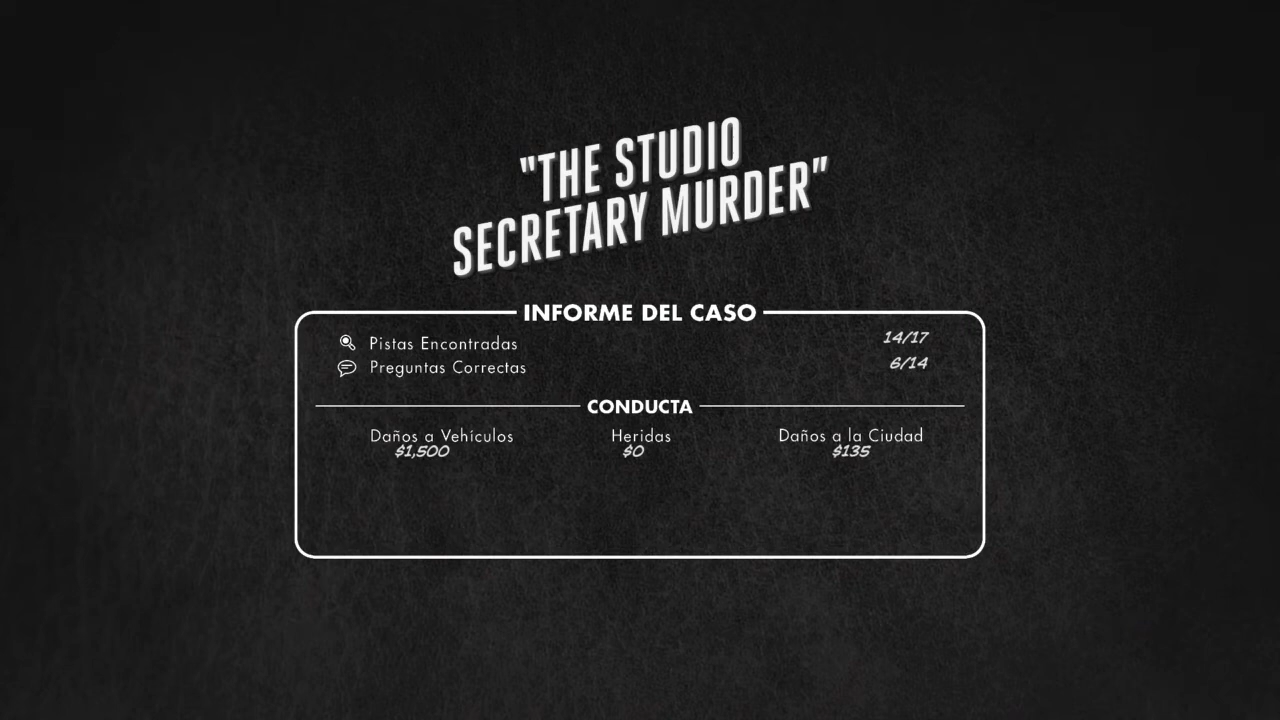 "THE STUDIO
SECRETARY MURDER"
INFORME DEL CASO
Pistas Encontradas 14/17
Preguntas Correctas 6/14
CONDUCTA
Daños a Vehículos Heridas Daños a la Ciudad
$1,500 $0 $135